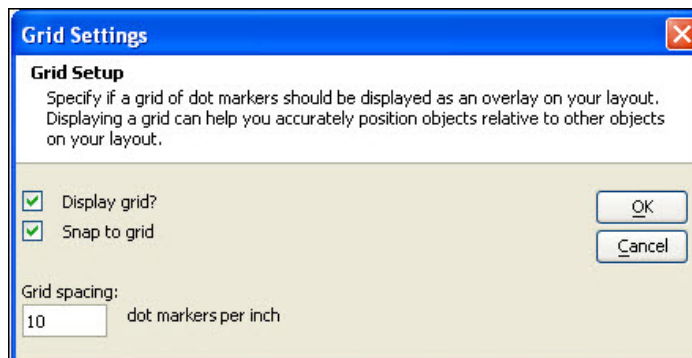 Grid Settings
Grid Setup
Specify if a grid of dot markers should be displayed as an overlay on your layout.
Displaying a grid can help you accurately position objects relative to other objects
on your layout.
Display grid?
OK
Snap to grid
Cancel
Grid spacing:
10 dot markers per inch